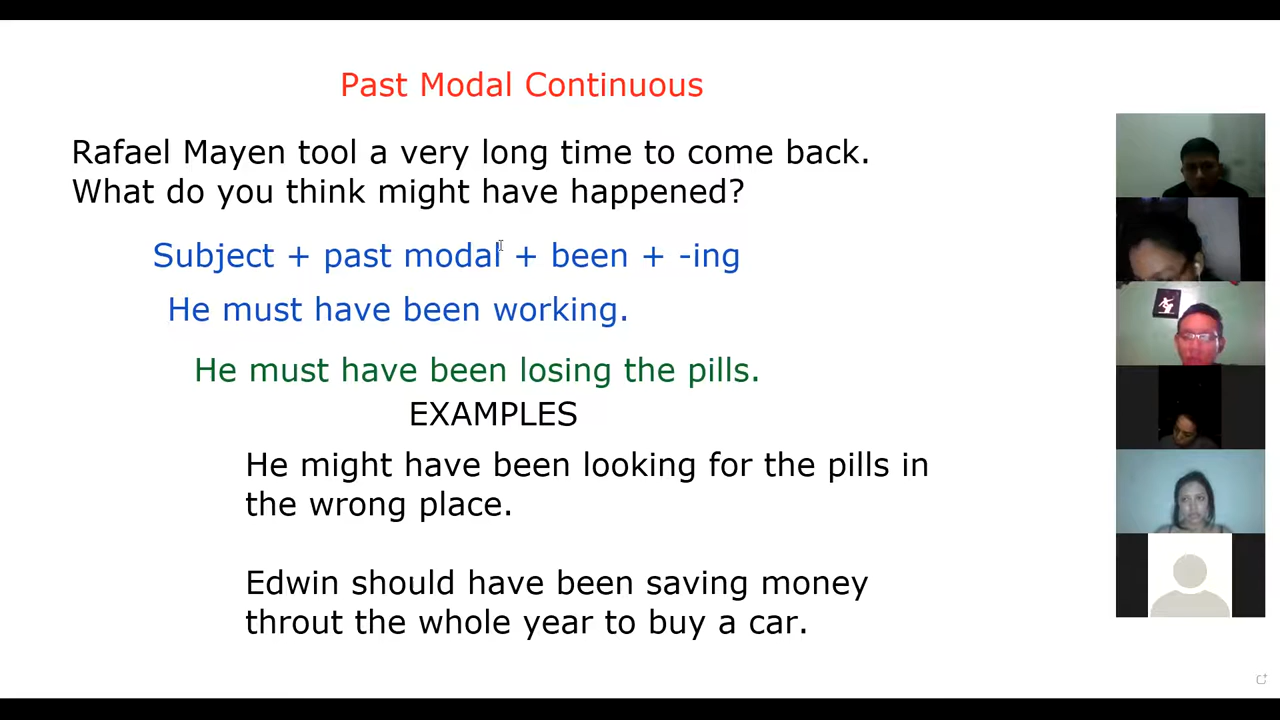 Past Modal Continuous
Rafael Mayen tool a very long time to come back.
What do you think might have happened?
Subject + past modal + been + -ing
He must have been working.
He must have been losing the pills.
EXAMPLES
He might have been looking for the pills in
the wrong place.
Edwin should have been saving money
throut the whole year to buy a car.